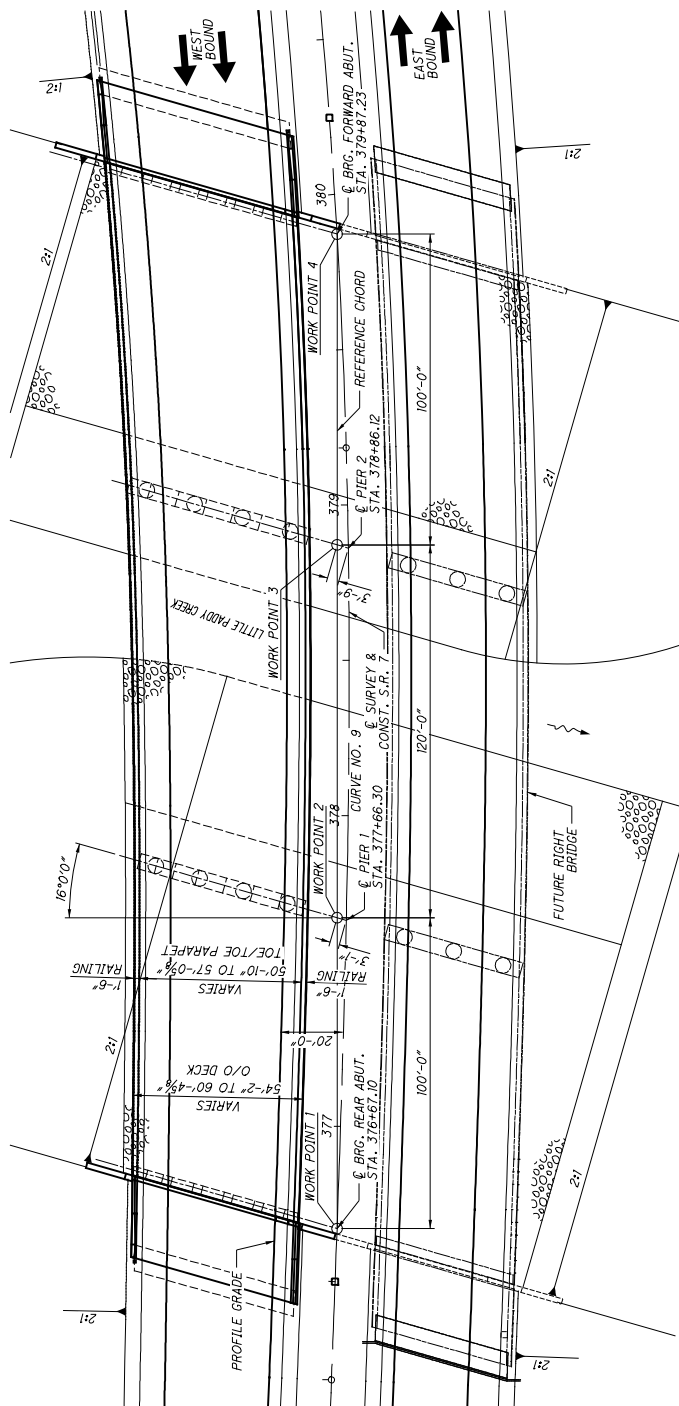 WEST
BOUND
EAST
BOUND
2:1
2:1
2:1
2:1
℄ BRG. FORWARD ABUT.
STA. 379+87.23
380
WORK POINT 4
REFERENCE CHORD
100'-0"
℄ PIER 2
STA. 378+86.12
379
3'-9"
WORK POINT 3
LITTLE PADDY CREEK
℄ SURVEY &
CONST. S.R. 7
CURVE NO. 9
120'-0"
378
WORK POINT 2
℄ PIER 1
STA. 377+66.30
3'-1"
16°0'0"
FUTURE RIGHT
BRIDGE
1'-6"
RAILING
VARIES
50'-10" TO 57'-0⅝"
TOE/TOE PARAPET
1'-6"
RAILING
20'-0"
2:1
VARIES
54'-2" TO 60'-4⅝"
O/O DECK
100'-0"
377
WORK POINT 1
℄ BRG. REAR ABUT.
STA. 376+67.10
PROFILE GRADE
2:1
2:1
2:1